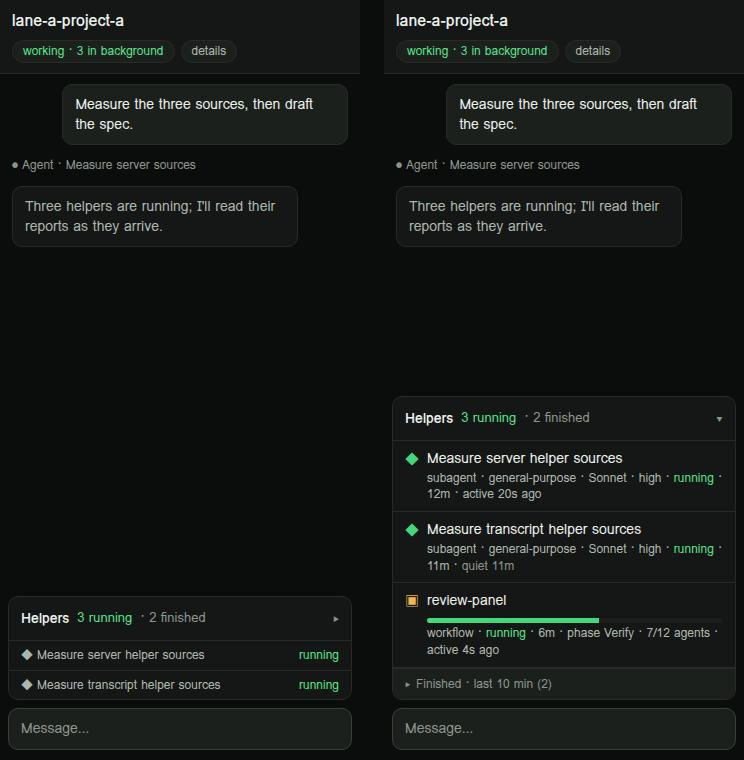 lane-a-project-a
working · 3 in background
details
Measure the three sources, then draft
the spec.
● Agent · Measure server sources
Three helpers are running; I'll read their
reports as they arrive.
Helpers 3 running · 2 finished ▸
◆ Measure server helper sources running
◆ Measure transcript helper sources running
Message...
lane-a-project-a
working · 3 in background
details
Measure the three sources, then draft
the spec.
● Agent · Measure server sources
Three helpers are running; I'll read their
reports as they arrive.
Helpers 3 running · 2 finished ▾
◆ Measure server helper sources
subagent · general-purpose · Sonnet · high · running ·
12m · active 20s ago
◆ Measure transcript helper sources
subagent · general-purpose · Sonnet · high · running ·
11m · quiet 11m
▣ review-panel
workflow · running · 6m · phase Verify · 7/12 agents ·
active 4s ago
▸ Finished · last 10 min (2)
Message...